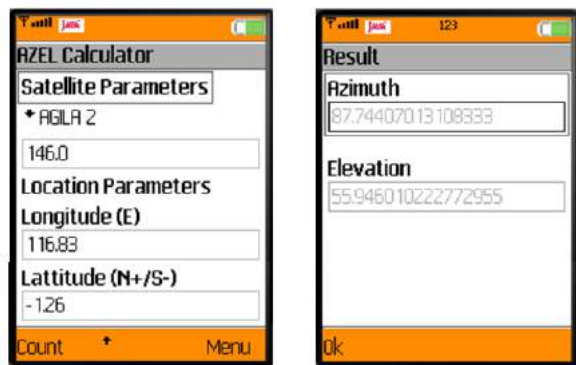 Java
AZEL Calculator
Satellite Parameters
AGILA 2
146.0
Location Parameters
Longitude (E)
116.83
Lattitude (N+/S-)
-1.26
Count
Menu
Java
123
Result
Azimuth
87.74407013108333
Elevation
55.946010222772955
Ok